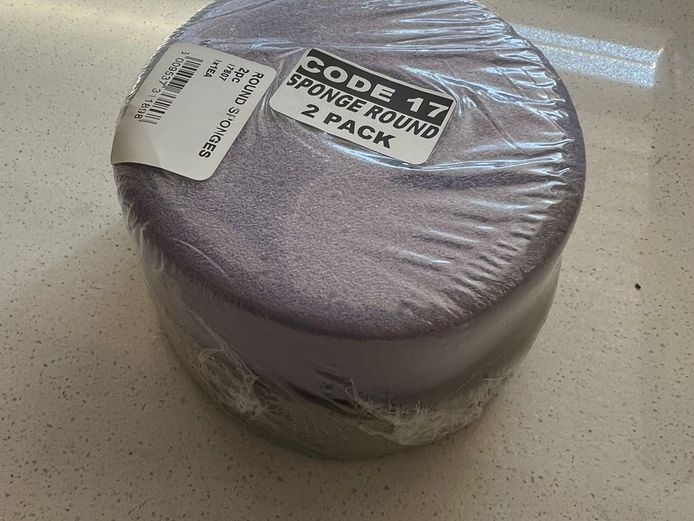 CODE 17
SPONGE ROUND
2 PACK
ROUND SPONGES
2pc
1x1EA